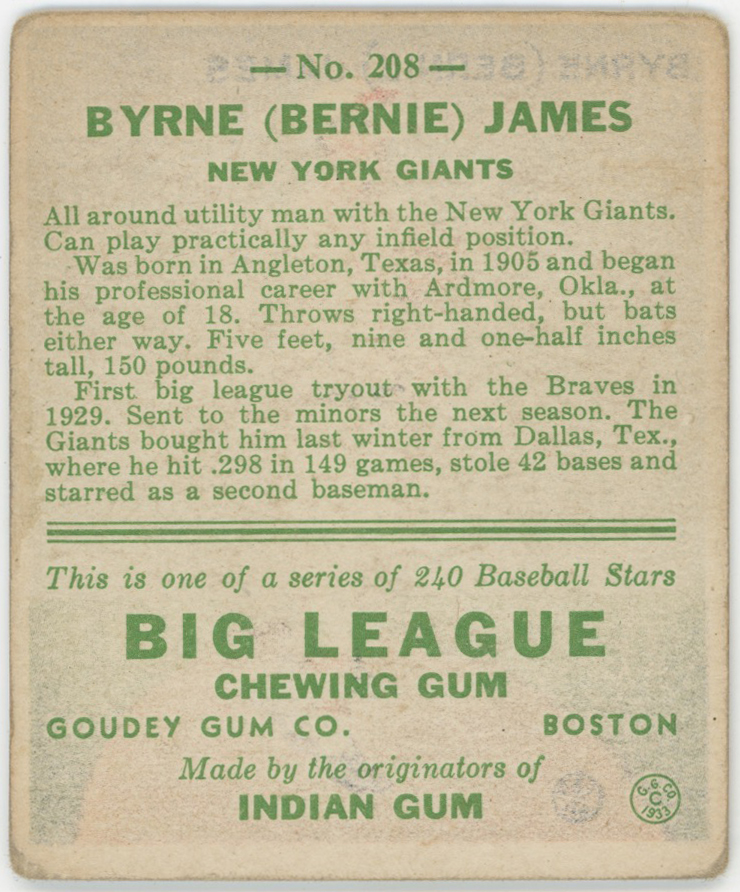 — No. 208 —
BYRNE (BERNIE) JAMES
NEW YORK GIANTS
All around utility man with the New York Giants.
Can play practically any infield position.
Was born in Angleton, Texas, in 1905 and began
his professional career with Ardmore, Okla., at
the age of 18. Throws right-handed, but bats
either way. Five feet, nine and one-half inches
tall, 150 pounds.
First big league tryout with the Braves in
1929. Sent to the minors the next season. The
Giants bought him last winter from Dallas, Tex.,
where he hit .298 in 149 games, stole 42 bases and
starred as a second baseman.
This is one of a series of 240 Baseball Stars
BIG LEAGUE
CHEWING GUM
GOUDEY GUM CO. BOSTON
Made by the originators of
INDIAN GUM
G. G. CO.
C
1933